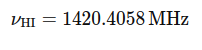 ν_HI = 1420.4058 MHz